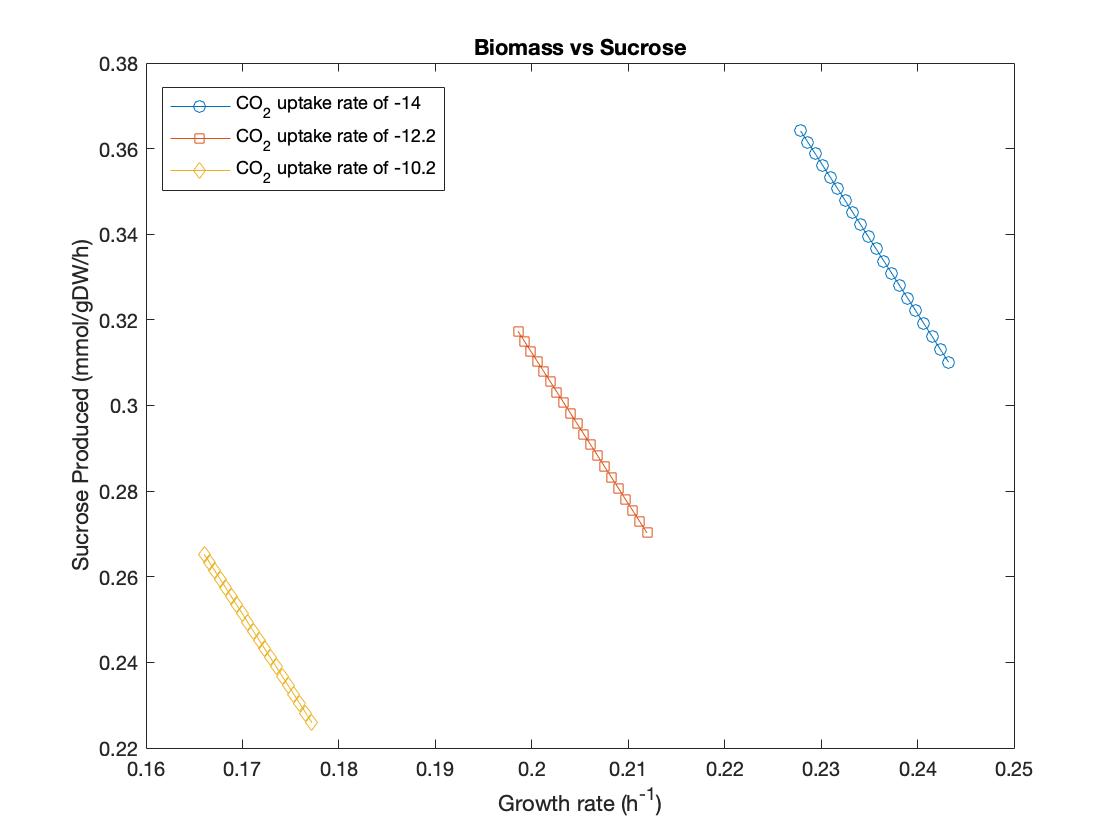 Biomass vs Sucrose
CO2 uptake rate of -14
CO2 uptake rate of -12.2
CO2 uptake rate of -10.2
Sucrose Produced (mmol/gDW/h)
0.38
0.36
0.34
0.32
0.3
0.28
0.26
0.24
0.22
0.16 0.17 0.18 0.19 0.2 0.21 0.22 0.23 0.24 0.25
Growth rate (h-1)